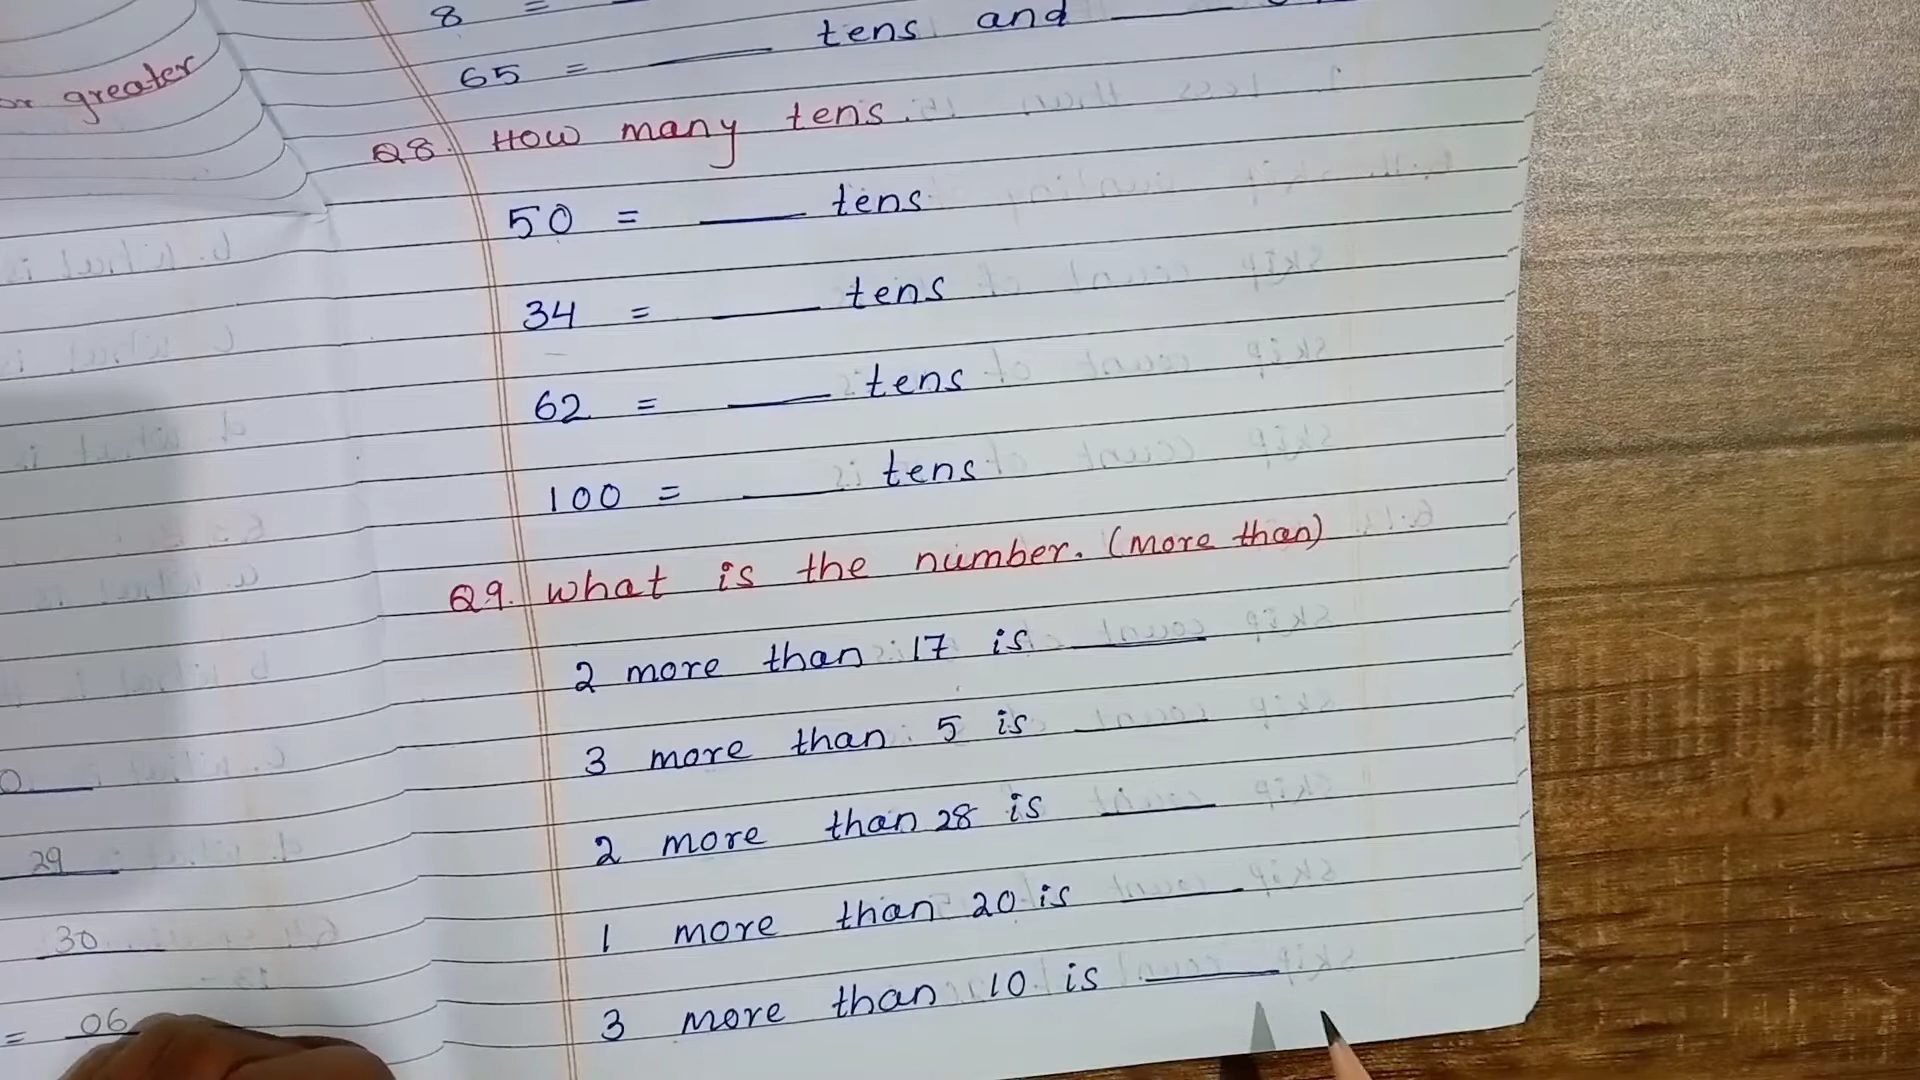 or greater
29
30
= 06
8 =
65 = ____ tens and ____
Q8. How many tens.
50 = ____ tens
34 = ____ tens
62 = ____ tens
100 = ____ tens
Q9. What is the number. (More than)
2 more than 17 is ____
3 more than 5 is ____
2 more than 28 is ____
1 more than 20 is ____
3 more than 10 is ____